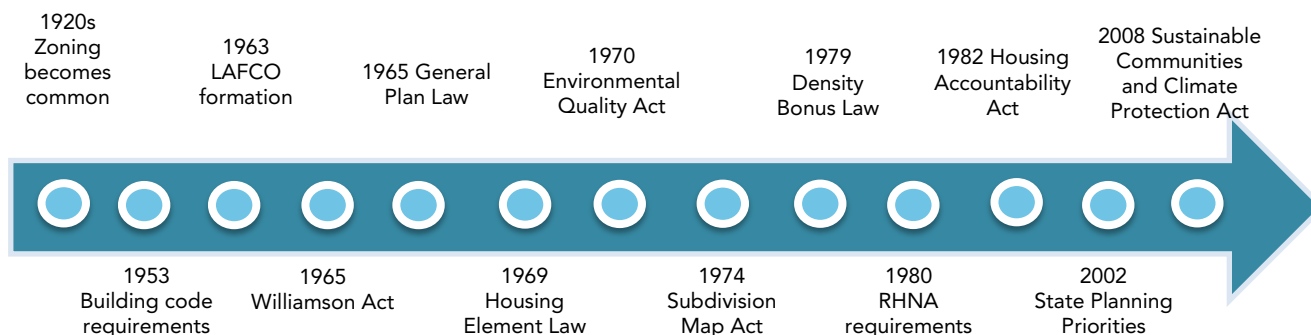 1920s
Zoning
becomes
common
1953
Building code
requirements
1963
LAFCO
formation
1965
Williamson Act
1965 General
Plan Law
1969
Housing
Element Law
1970
Environmental
Quality Act
1974
Subdivision
Map Act
1979
Density
Bonus Law
1980
RHNA
requirements
1982 Housing
Accountability
Act
2002
State Planning
Priorities
2008 Sustainable
Communities
and Climate
Protection Act